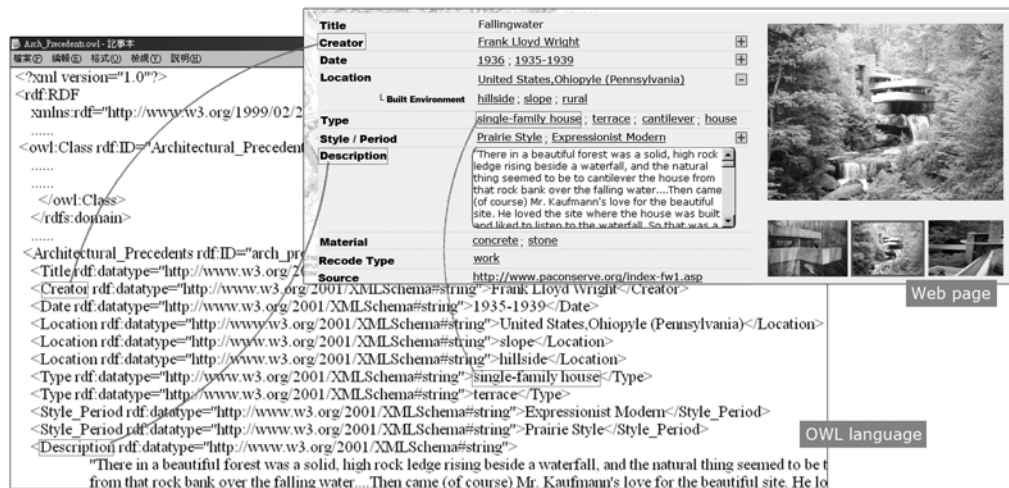 Arch_Precedents.owl - 記事本
檔案(F) 編輯(E) 格式(O) 檢視(V) 說明(H)
<?xml version="1.0"?>
<rdf:RDF
xmlns:rdf="http://www.w3.org/1999/02/2
......
<owl:Class rdf:ID="Architectural_Precedent
......
......
</owl:Class>
</rdfs:domain>
......
<Architectural_Precedents rdf:ID="arch_pre
<Title rdf:datatype="http://www.w3.org/20
<Creator rdf:datatype="http://www.w3.org/2001/XMLSchema#string">Frank Lloyd Wright</Creator>
<Date rdf:datatype="http://www.w3.org/2001/XMLSchema#string">1935-1939</Date>
<Location rdf:datatype="http://www.w3.org/2001/XMLSchema#string">United States,Ohiopyle (Pennsylvania)</Location>
<Location rdf:datatype="http://www.w3.org/2001/XMLSchema#string">slope</Location>
<Location rdf:datatype="http://www.w3.org/2001/XMLSchema#string">hillside</Location>
<Type rdf:datatype="http://www.w3.org/2001/XMLSchema#string">single-family house</Type>
<Type rdf:datatype="http://www.w3.org/2001/XMLSchema#string">terrace</Type>
<Style_Period rdf:datatype="http://www.w3.org/2001/XMLSchema#string">Expressionist Modern</Style_Period>
<Style_Period rdf:datatype="http://www.w3.org/2001/XMLSchema#string">Prairie Style</Style_Period>
<Description rdf:datatype="http://www.w3.org/2001/XMLSchema#string">
"There in a beautiful forest was a solid, high rock ledge rising beside a waterfall, and the natural thing seemed to be t
from that rock bank over the falling water....Then came (of course) Mr. Kaufmann's love for the beautiful site. He lo
Title Fallingwater
Creator Frank Lloyd Wright
Date 1936 ; 1935-1939
Location United States,Ohiopyle (Pennsylvania)
Built Environment hillside ; slope ; rural
Type single-family house ; terrace ; cantilever ; house
Style / Period Prairie Style ; Expressionist Modern
Description "There in a beautiful forest was a solid, high rock
ledge rising beside a waterfall, and the natural
thing seemed to be to cantilever the house from
that rock bank over the falling water....Then came
(of course) Mr. Kaufmann's love for the beautiful
site. He loved the site where the house was built
and liked to listen to the waterfall. So that was a
Material concrete ; stone
Recode Type work
Source http://www.paconserve.org/index-fw1.asp
Web page
OWL language